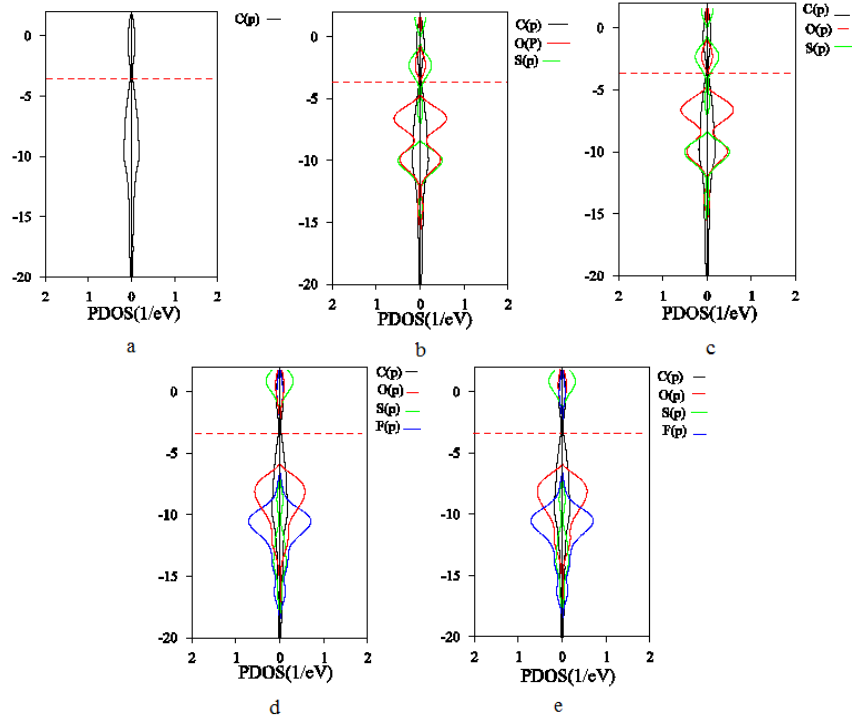 C(p)
0
-5
-10
-15
-20
2 1 0 1 2
PDOS(1/eV)
a
C(p)
O(P)
S(p)
0
-5
-10
-15
-20
2 1 0 1 2
PDOS(1/eV)
b
C(p)
O(p)
S(p)
0
-5
-10
-15
-20
2 1 0 1 2
PDOS(1/eV)
c
C(p)
O(p)
S(p)
F(p)
0
-5
-10
-15
-20
2 1 0 1 2
PDOS(1/eV)
d
C(p)
O(p)
S(p)
F(p)
0
-5
-10
-15
-20
2 1 0 1 2
PDOS(1/eV)
e